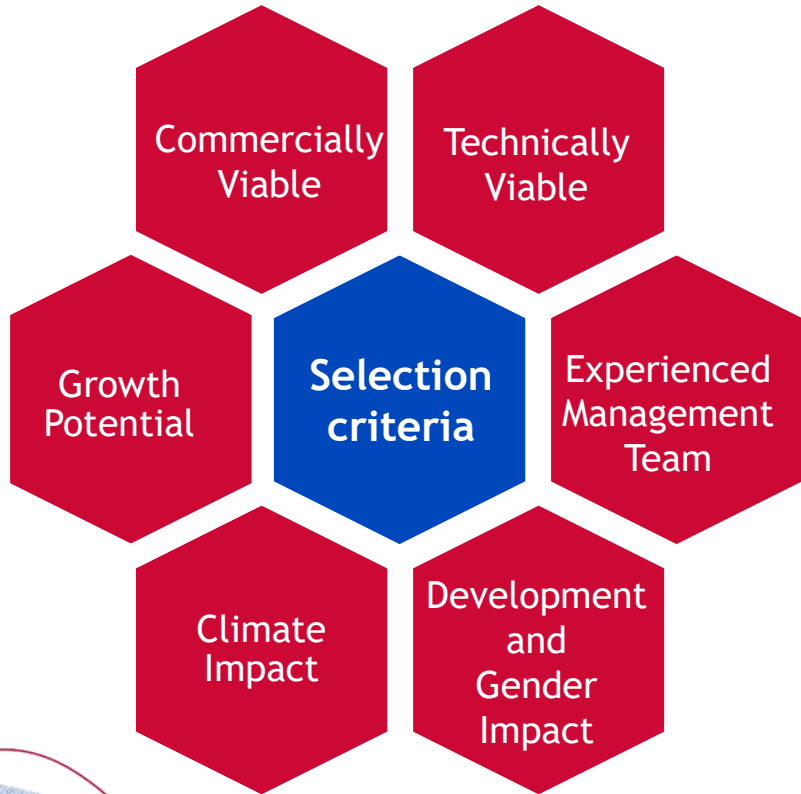 Commercially
Viable
Technically
Viable
Growth
Potential
Selection
criteria
Experienced
Management
Team
Climate
Impact
Development
and
Gender
Impact